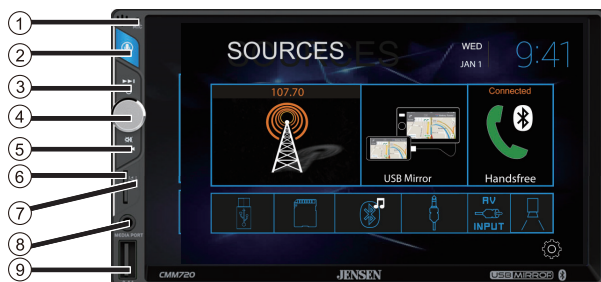 1
2
3
4
5
6
7
8
9
SOURCES
WED
JAN 1
9:41
107.70
USB Mirror
Connected
Handsfree
AV
INPUT
MEDIA PORT
CMM720
JENSEN
USB MIRROR